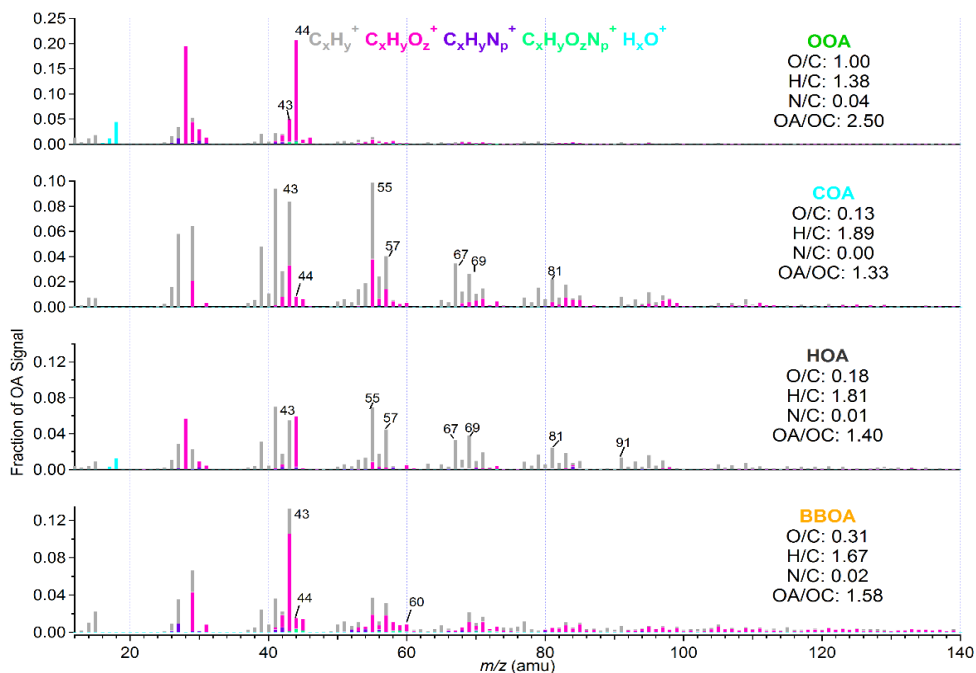 CxHy+ CxHyOz+ CxHyNp+ CxHyOzNp+ HxO+
Fraction of OA Signal
0.25
0.20
0.15
0.10
0.05
0.00
44
43
OOA
O/C: 1.00
H/C: 1.38
N/C: 0.04
OA/OC: 2.50
0.10
0.08
0.06
0.04
0.02
0.00
43
44
55
57
67
69
81
COA
O/C: 0.13
H/C: 1.89
N/C: 0.00
OA/OC: 1.33
0.12
0.08
0.04
0.00
43
55
57
67
69
81
91
HOA
O/C: 0.18
H/C: 1.81
N/C: 0.01
OA/OC: 1.40
0.12
0.08
0.04
0.00
43
44
60
BBOA
O/C: 0.31
H/C: 1.67
N/C: 0.02
OA/OC: 1.58
20 40 60 80 100 120 140
m/z (amu)